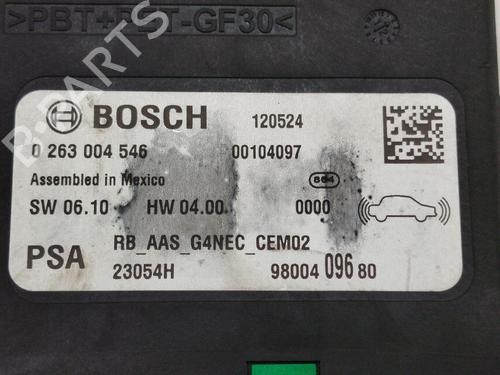 >PBT+PET-GF30<
BOSCH 120524
0 263 004 546 00104097
Assembled in Mexico 864
SW 06.10 HW 04.00 0000
PSA RB_AAS_G4NEC_CEM02
23054H 98004 096 80
B-PARTS